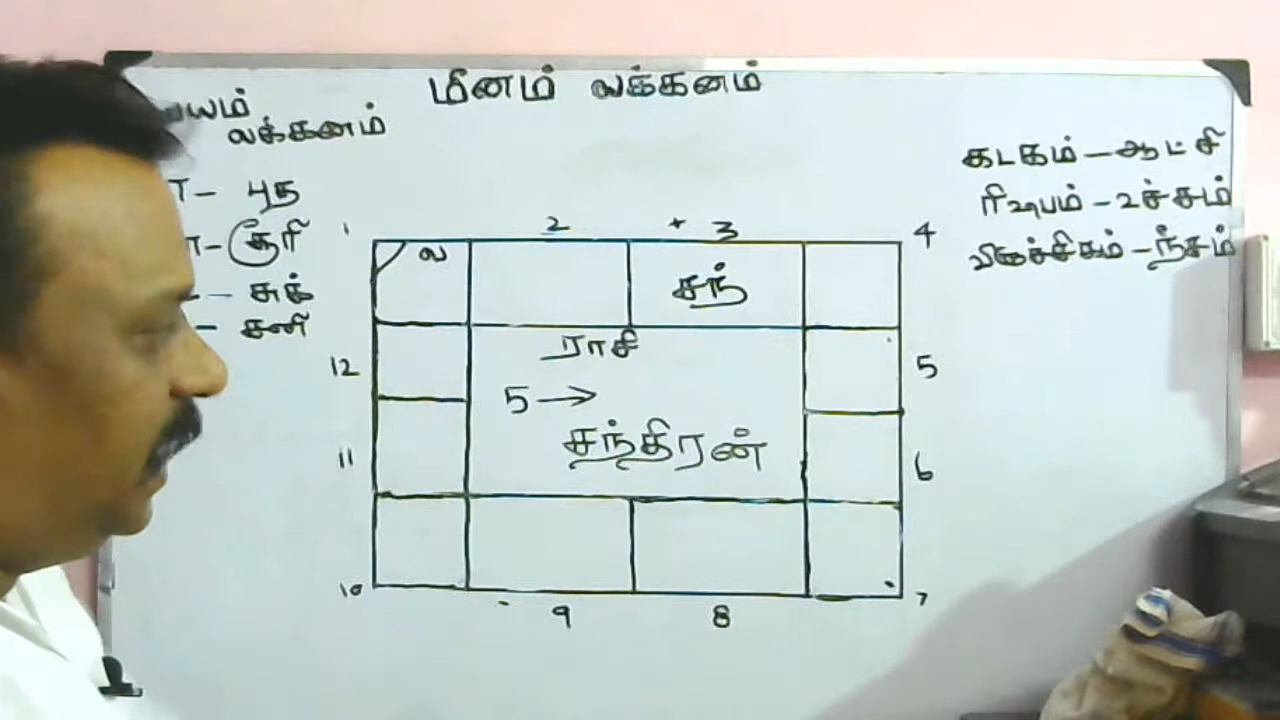 மீனம் லக்கனம்
லக்கனம்
கடகம் - ஆட்சி
ரிஷபம் - உச்சம்
விருச்சிகம் - நீசம்
- புத
- சூரி
- சுக்
- சனி
1 2 + 3 4
ல
சந்
ராசி
12 5
5 →
சந்திரன்
11 6
10 9 8 7